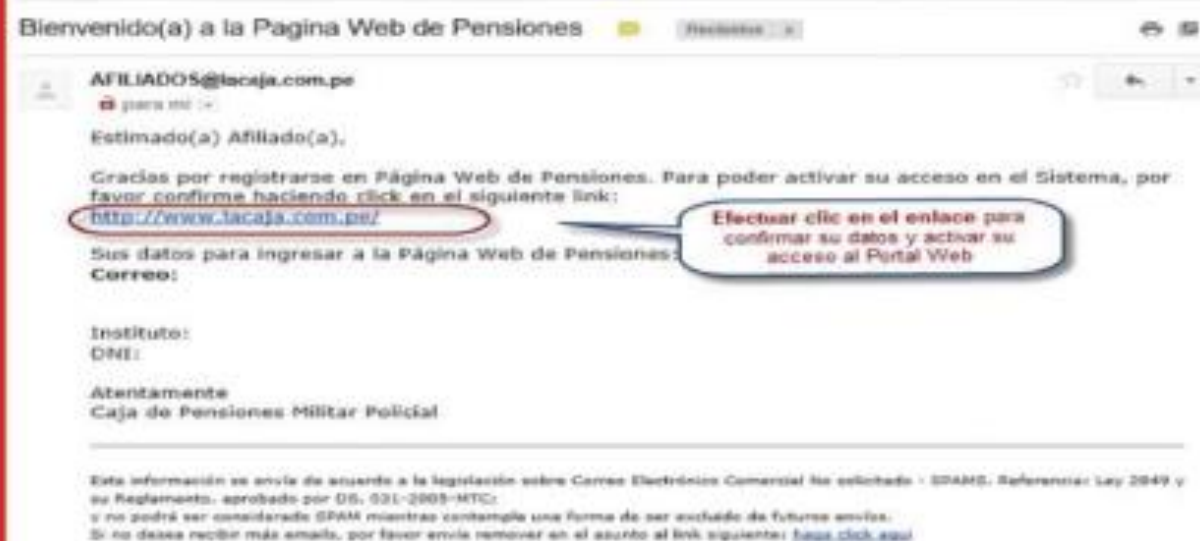 Bienvenido(a) a la Pagina Web de Pensiones
Recibidos x
AFILIADOS@lacaja.com.pe
para mí
Estimado(a) Afiliado(a),
Gracias por registrarse en Página Web de Pensiones. Para poder activar su acceso en el Sistema, por
favor confirme haciendo click en el siguiente link:
http://www.lacaja.com.pe/
Efectuar clic en el enlace para
confirmar su datos y activar su
acceso al Portal Web
Sus datos para ingresar a la Página Web de Pensiones:
Correo:
Instituto:
DNI:
Atentamente
Caja de Pensiones Militar Policial
Esta información se envía de acuerdo a la legislación sobre Correo Electrónico Comercial No solicitado - SPAMS. Referencia: Ley 2849 y
su Reglamento, aprobado por DS. 031-2005-MTC;
y no podrá ser considerado SPAM mientras contemple una forma de ser excluido de futuros envíos.
Si no desea recibir más emails, por favor envíe remover en el asunto al link siguiente: haga click aquí